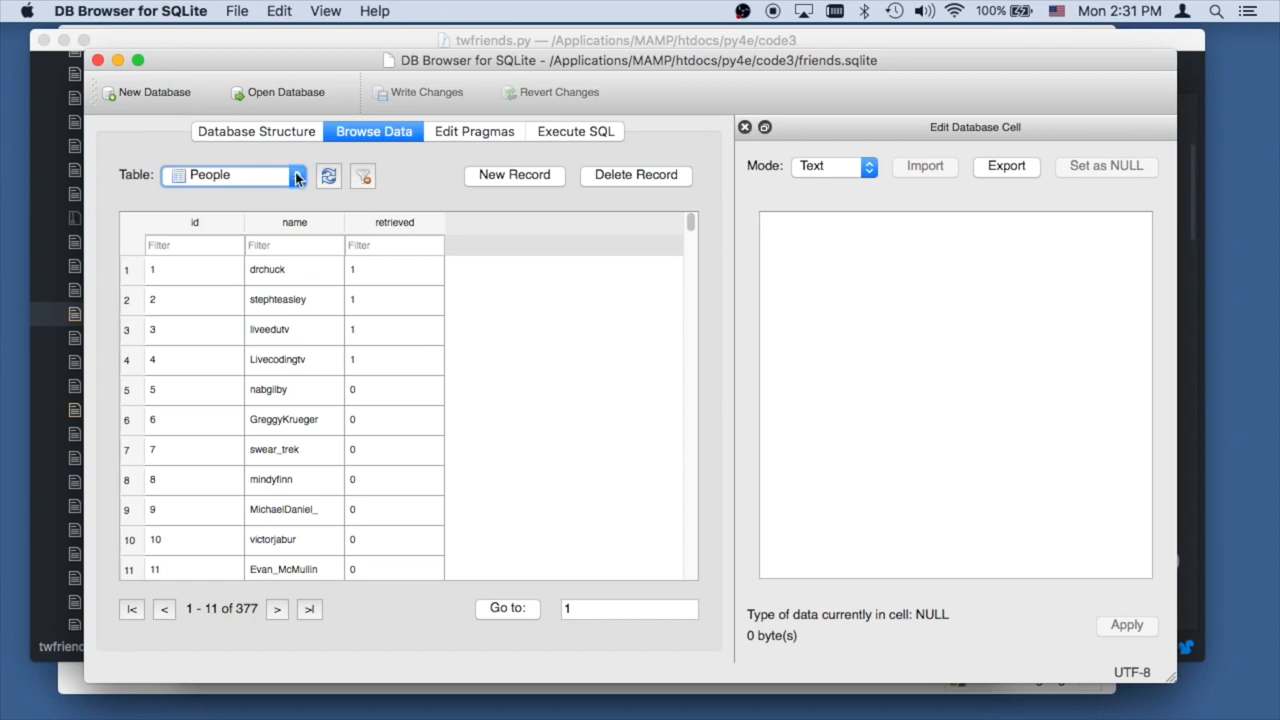 DB Browser for SQLite File Edit View Help 100% Mon 2:31 PM
twfriends.py — /Applications/MAMP/htdocs/py4e/code3
DB Browser for SQLite - /Applications/MAMP/htdocs/py4e/code3/friends.sqlite
New Database Open Database Write Changes Revert Changes
Database Structure Browse Data Edit Pragmas Execute SQL
Edit Database Cell
Table: People New Record Delete Record
Mode: Text Import Export Set as NULL
id name retrieved
Filter Filter Filter
1 1 drchuck 1
2 2 stephteasley 1
3 3 liveedutv 1
4 4 Livecodingtv 1
5 5 nabgilby 0
6 6 GreggyKrueger 0
7 7 swear_trek 0
8 8 mindyfinn 0
9 9 MichaelDaniel_ 0
10 10 victorjabur 0
11 11 Evan_McMullin 0
|< < 1 - 11 of 377 > >| Go to: 1
Type of data currently in cell: NULL
0 byte(s)
Apply
twfriend
UTF-8